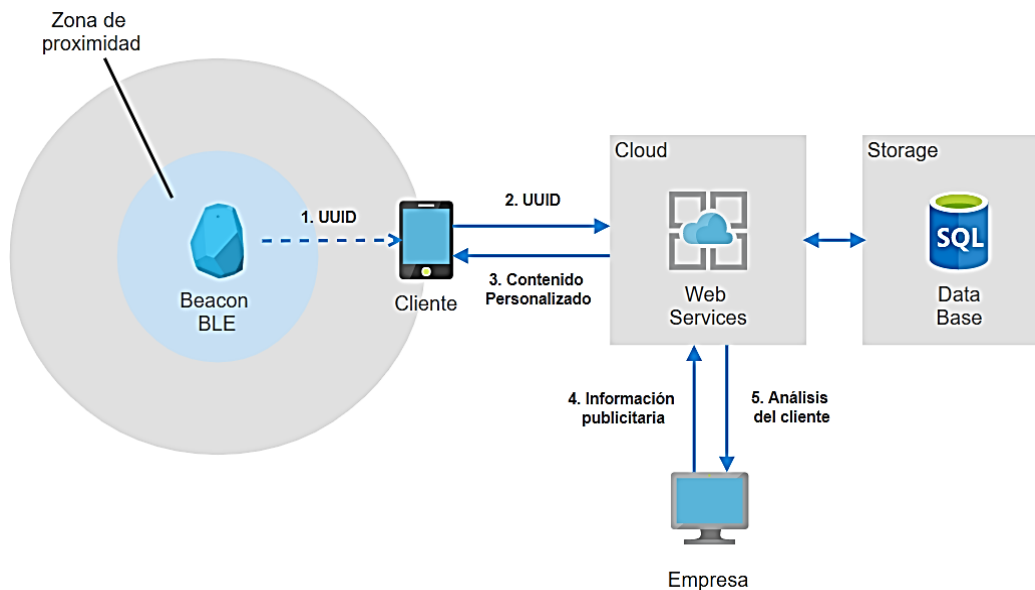 Zona de
proximidad
1. UUID
Beacon
BLE
Cliente
2. UUID
3. Contenido
Personalizado
Cloud
Web
Services
Storage
SQL
Data
Base
4. Información
publicitaria
5. Análisis
del cliente
Empresa